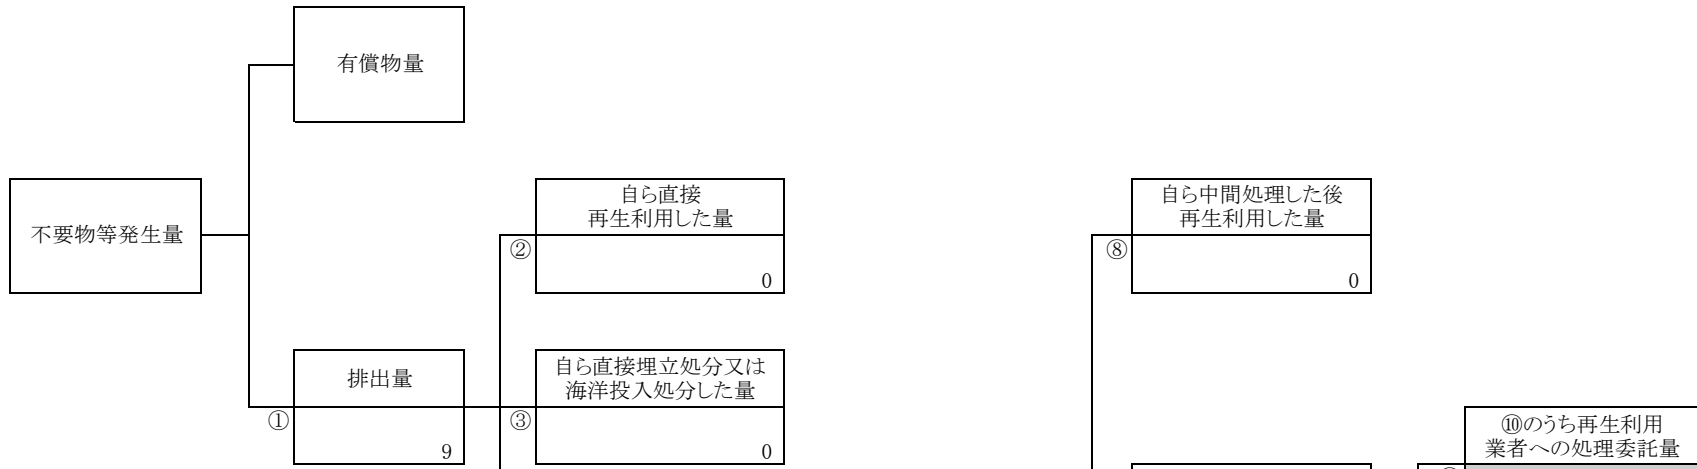 有償物量
不要物等発生量
自ら直接
再生利用した量
②
0
自ら中間処理した後
再生利用した量
⑧
0
排出量
①
9
自ら直接埋立処分又は
海洋投入処分した量
③
0
⑩のうち再生利用
業者への処理委託量